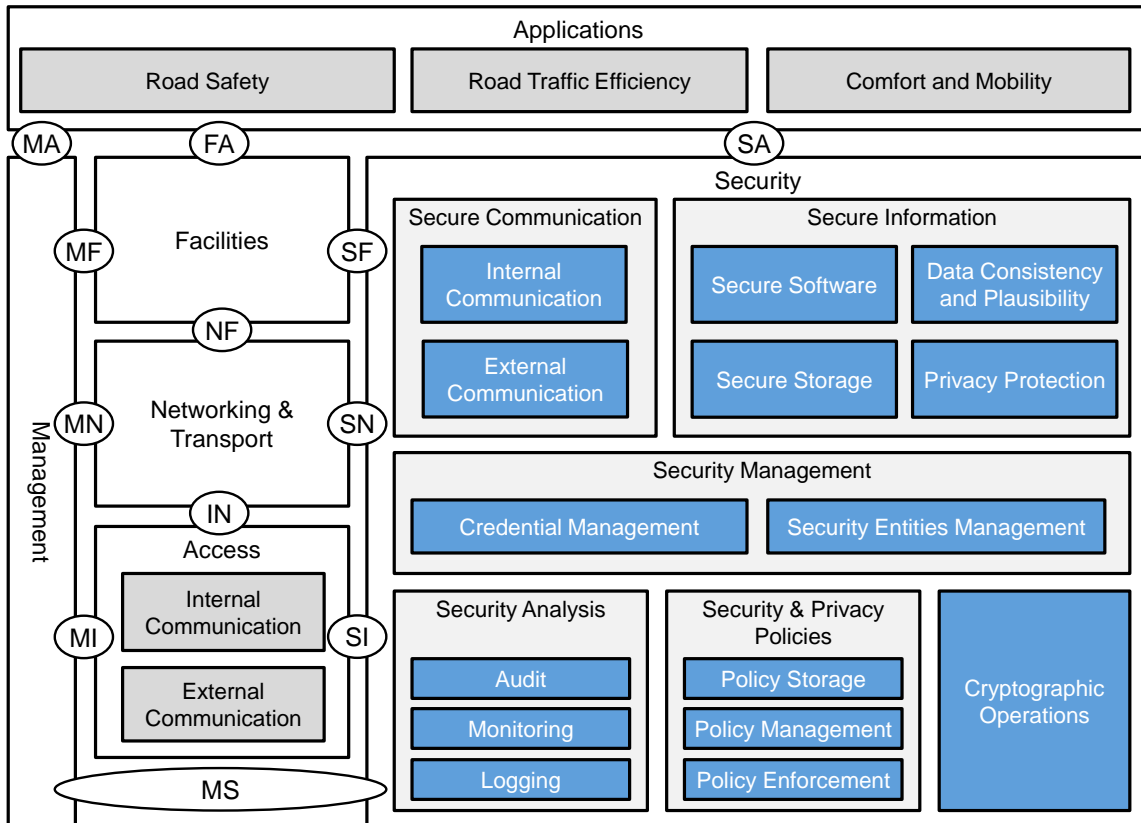 Applications
Road Safety
Road Traffic Efficiency
Comfort and Mobility
MA
FA
SA
Management
MF
Facilities
SF
NF
MN
Networking &
Transport
SN
IN
Access
Internal
Communication
MI
SI
External
Communication
MS
Security
Secure Communication
Internal
Communication
External
Communication
Secure Information
Secure Software
Data Consistency
and Plausibility
Secure Storage
Privacy Protection
Security Management
Credential Management
Security Entities Management
Security Analysis
Audit
Monitoring
Logging
Security & Privacy
Policies
Policy Storage
Policy Management
Policy Enforcement
Cryptographic
Operations